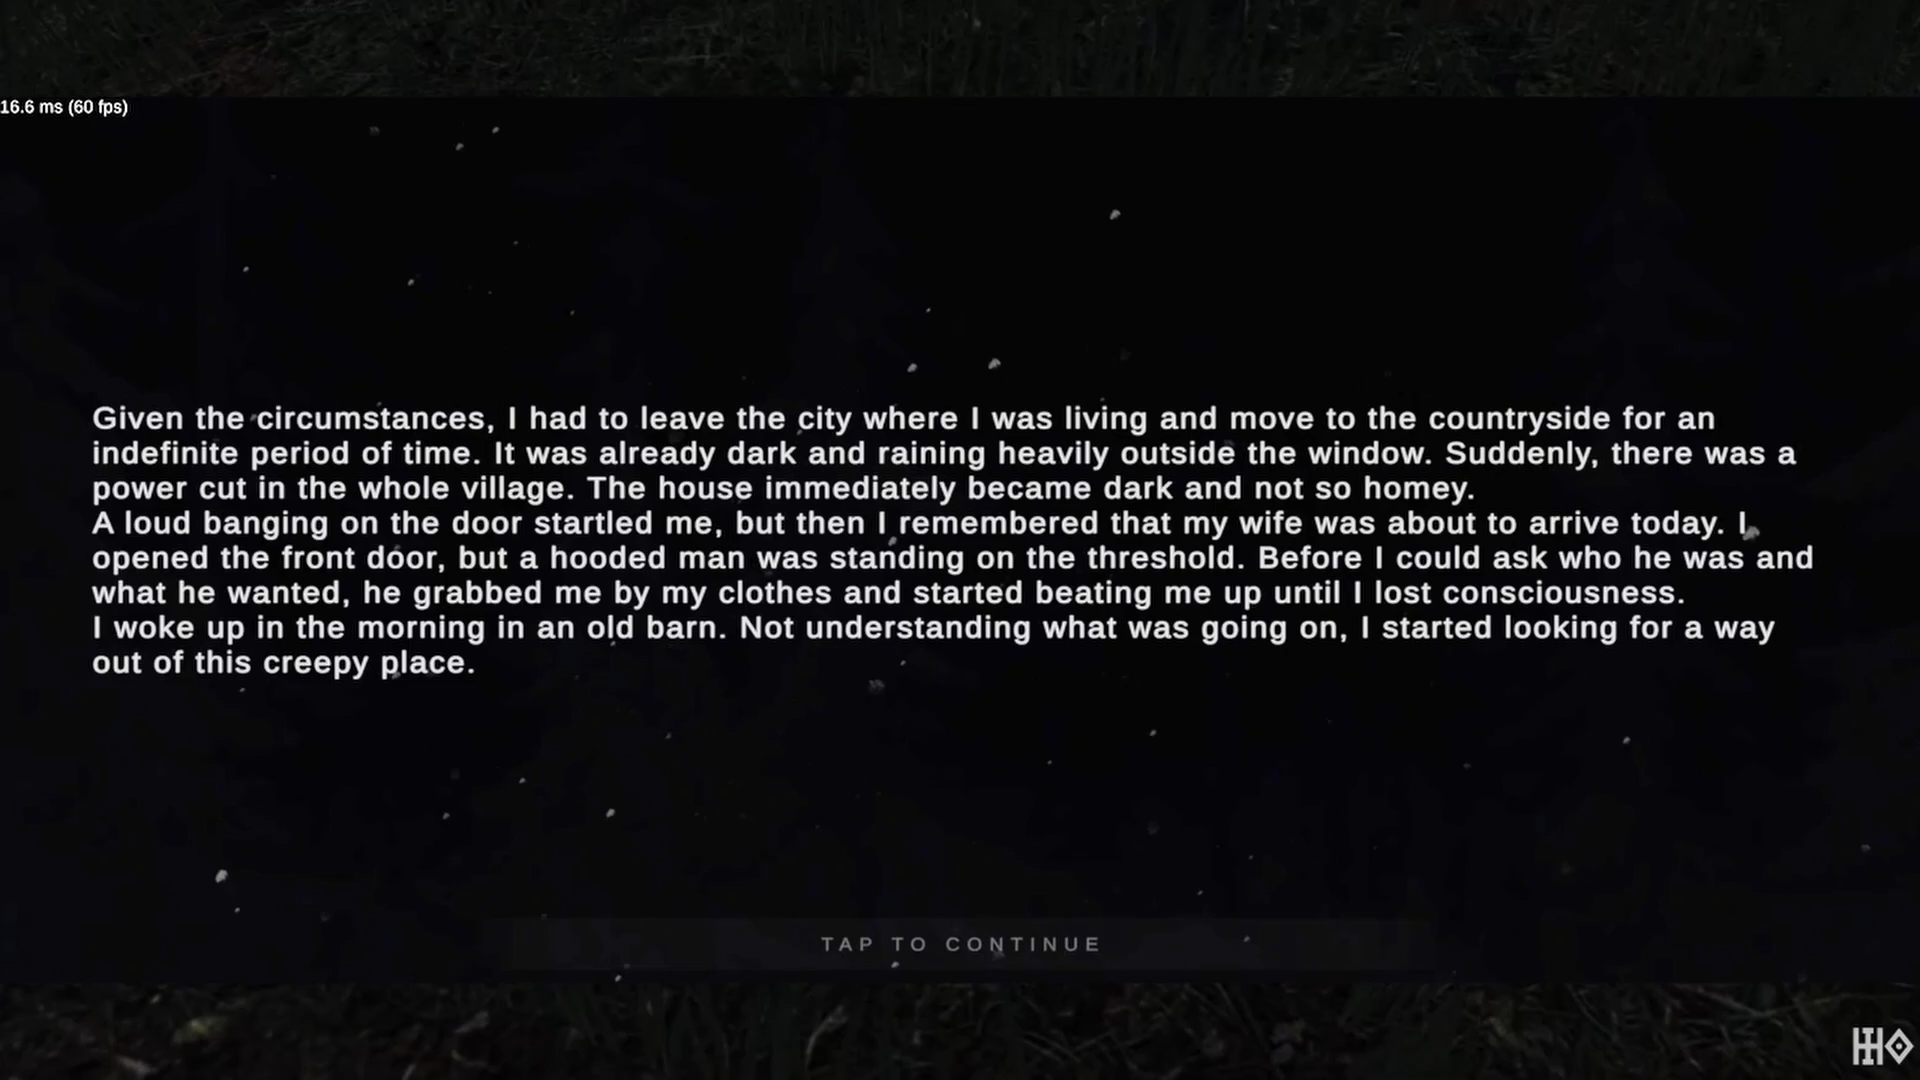 16.6 ms (60 fps)
Given the circumstances, I had to leave the city where I was living and move to the countryside for an
indefinite period of time. It was already dark and raining heavily outside the window. Suddenly, there was a
power cut in the whole village. The house immediately became dark and not so homey.
A loud banging on the door startled me, but then I remembered that my wife was about to arrive today. I
opened the front door, but a hooded man was standing on the threshold. Before I could ask who he was and
what he wanted, he grabbed me by my clothes and started beating me up until I lost consciousness.
I woke up in the morning in an old barn. Not understanding what was going on, I started looking for a way
out of this creepy place.
TAP TO CONTINUE